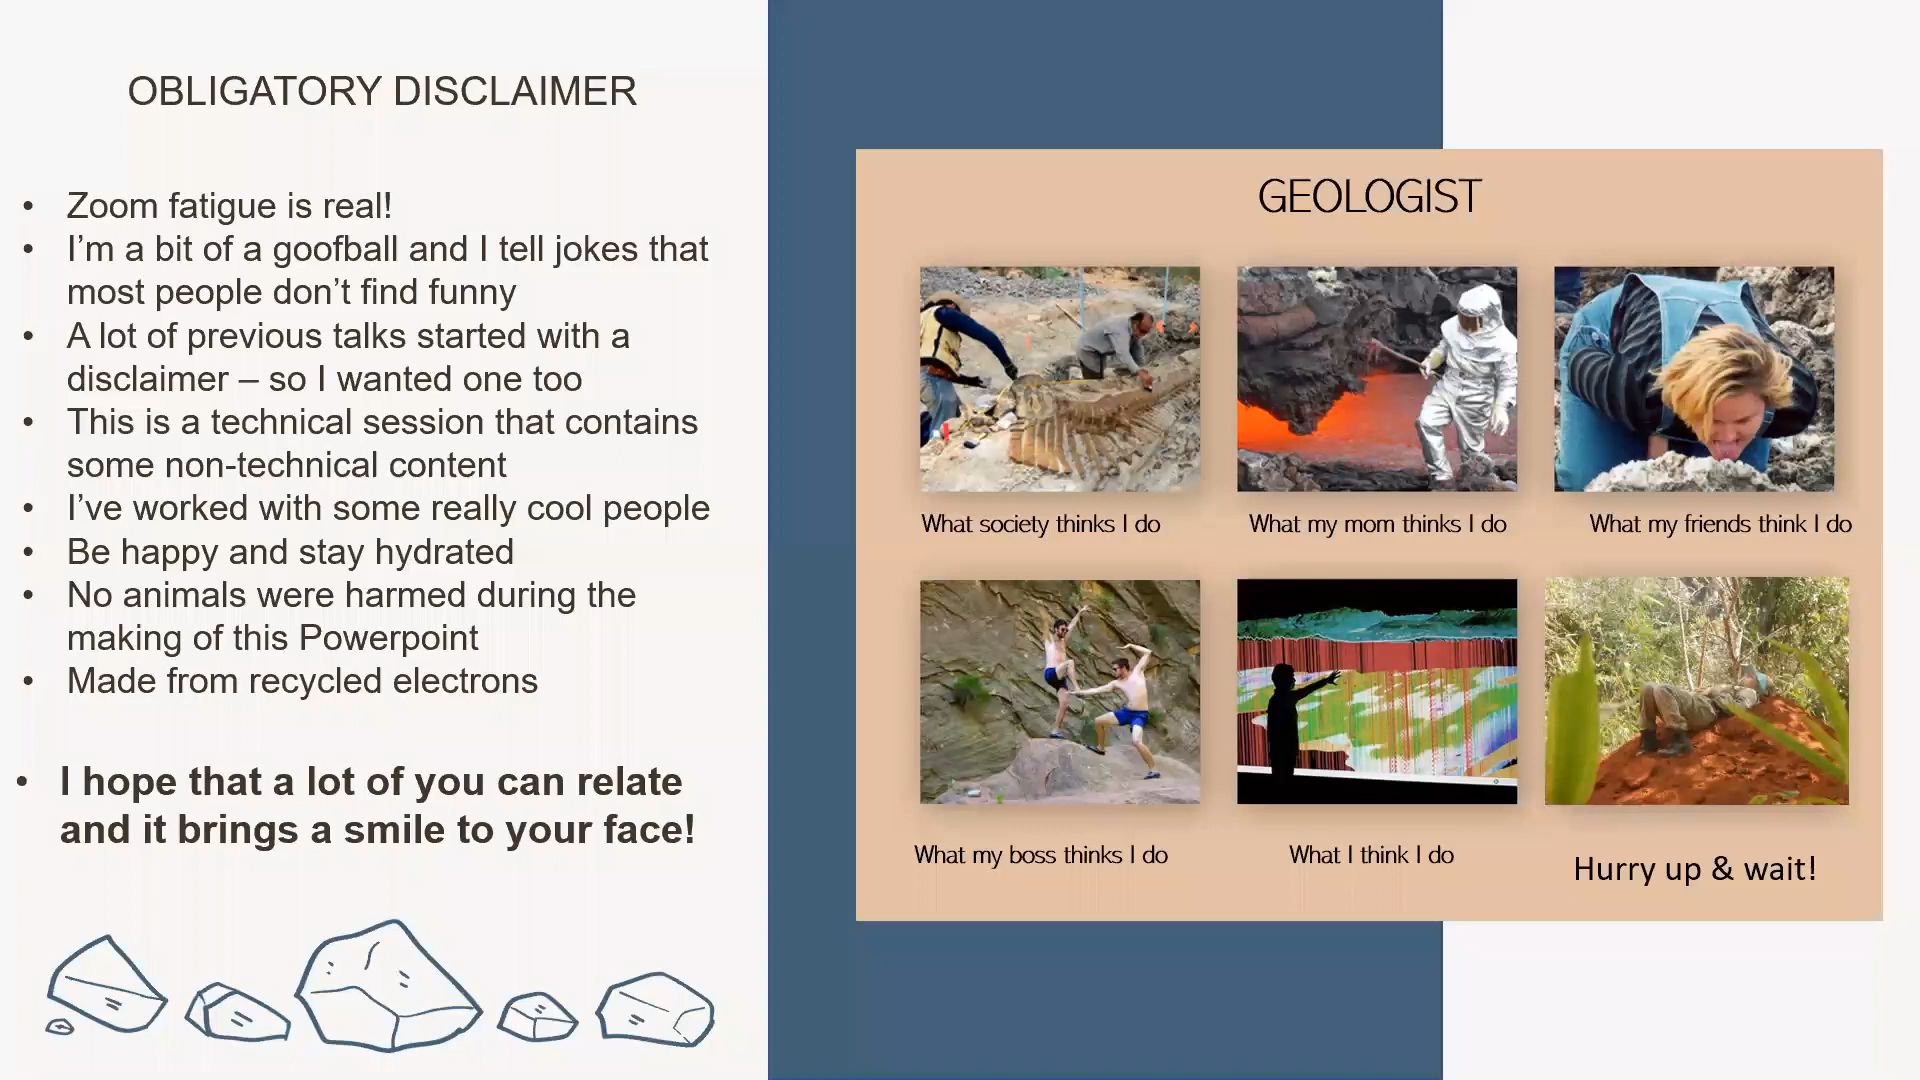 OBLIGATORY DISCLAIMER
• Zoom fatigue is real!
• I’m a bit of a goofball and I tell jokes that
most people don’t find funny
• A lot of previous talks started with a
disclaimer – so I wanted one too
• This is a technical session that contains
some non-technical content
• I’ve worked with some really cool people
• Be happy and stay hydrated
• No animals were harmed during the
making of this Powerpoint
• Made from recycled electrons
• I hope that a lot of you can relate
and it brings a smile to your face!
GEOLOGIST
What society thinks I do
What my mom thinks I do
What my friends think I do
What my boss thinks I do
What I think I do
Hurry up & wait!